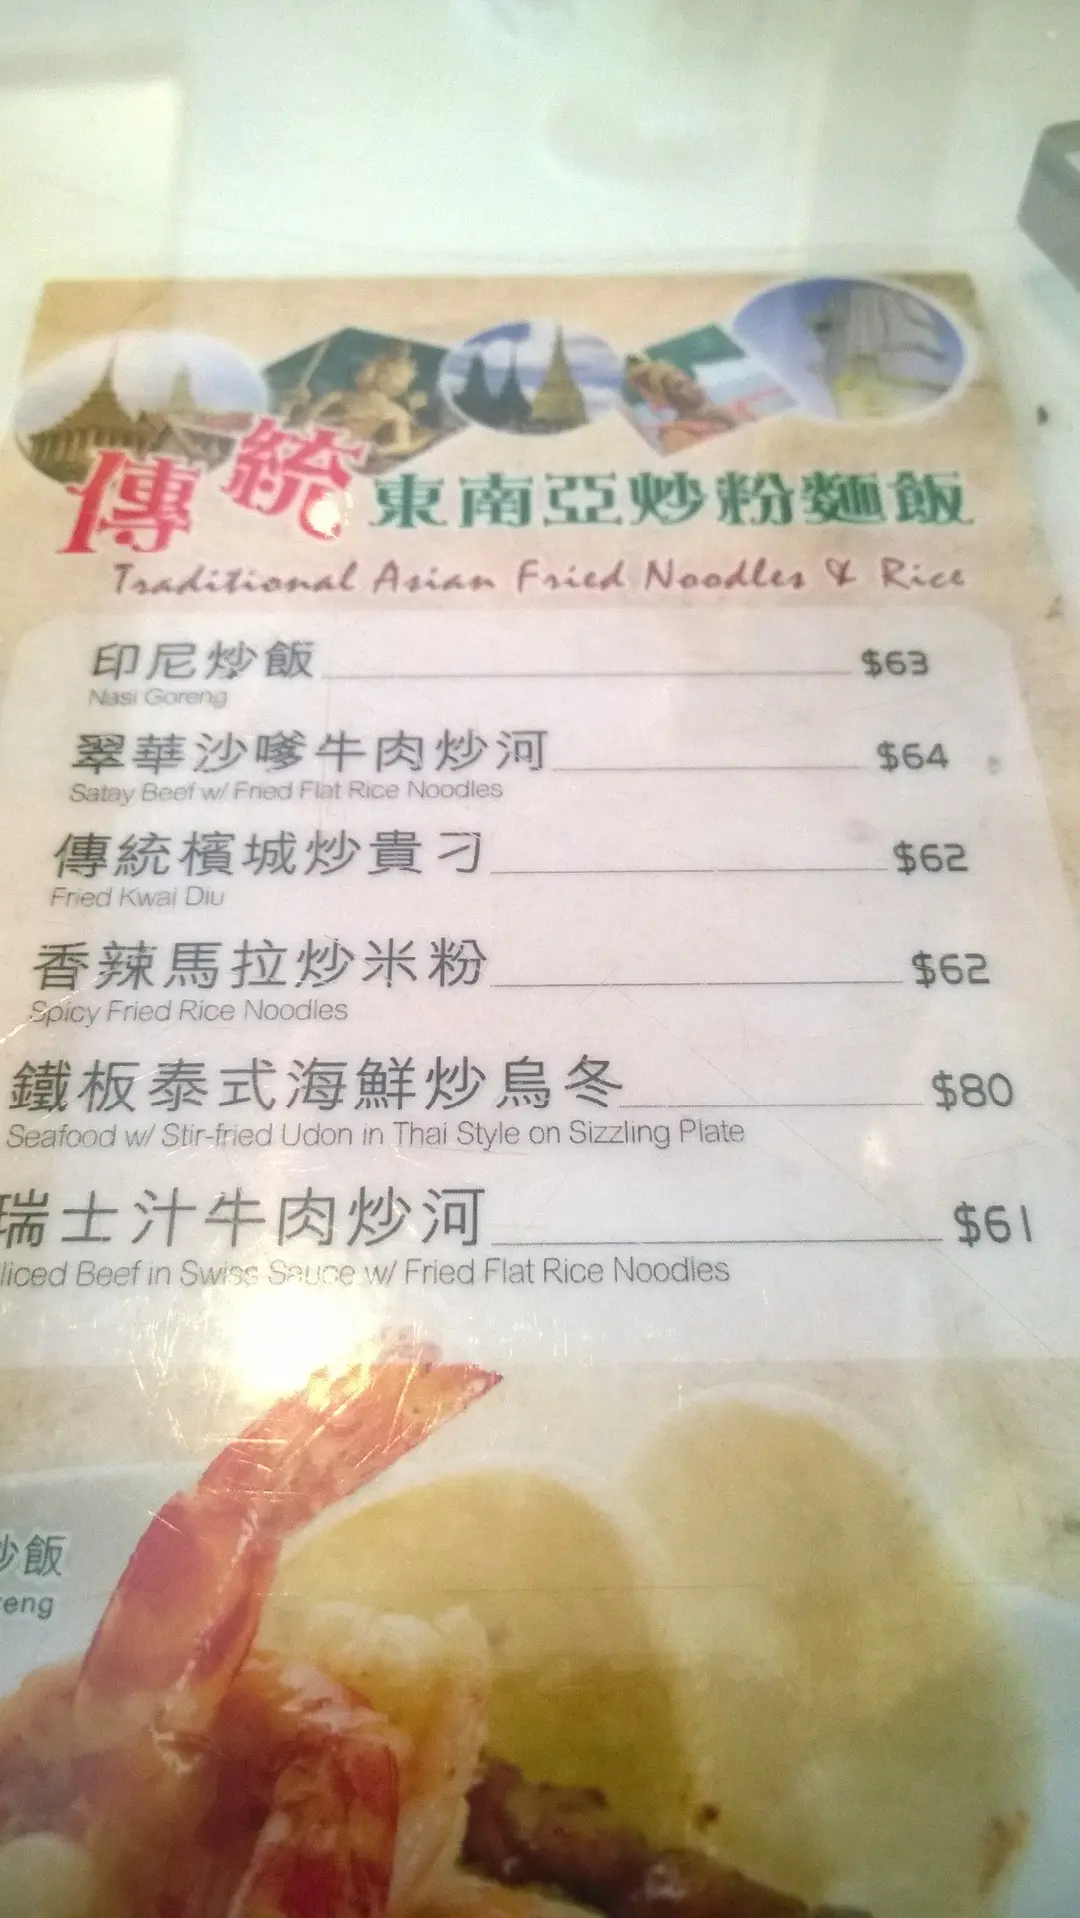 傳統東南亞炒粉麵飯
Traditional Asian Fried Noodles & Rice
印尼炒飯 $63
Nasi Goreng
翠華沙嗲牛肉炒河 $64
Satay Beef w/ Fried Flat Rice Noodles
傳統檳城炒貴刁 $62
Fried Kwai Diu
香辣馬拉炒米粉 $62
Spicy Fried Rice Noodles
鐵板泰式海鮮炒烏冬 $80
Seafood w/ Stir-fried Udon in Thai Style on Sizzling Plate
瑞士汁牛肉炒河 $61
liced Beef in Swiss Sauce w/ Fried Flat Rice Noodles
炒飯
reng